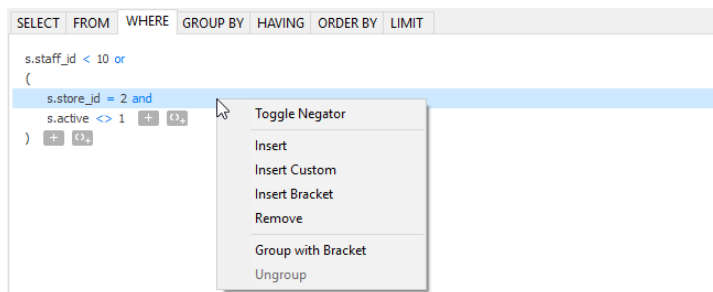 SELECT FROM WHERE GROUP BY HAVING ORDER BY LIMIT
s.staff_id < 10 or
(
s.store_id = 2 and
s.active <> 1 + ()+
) + ()+
Toggle Negator
Insert
Insert Custom
Insert Bracket
Remove
Group with Bracket
Ungroup